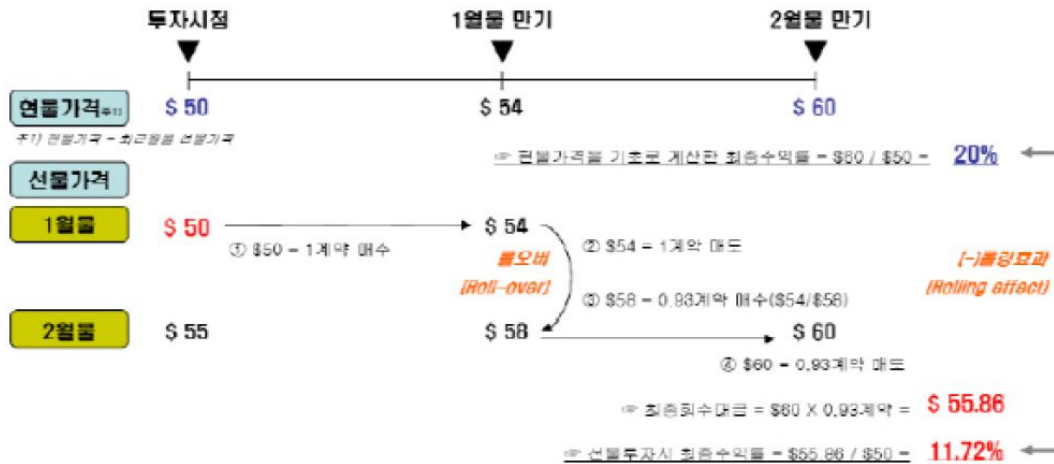 투자시점 1월물 만기 2월물 만기
현물가격주1) $ 50 $ 54 $ 60
주1) 현물가격 = 최근월물 선물가격
☞ 현물가격을 기초로 계산한 최종수익률 = $60 / $50 = 20%
선물가격
1월물 $ 50 $ 54
① $50 = 1계약 매수
② $54 = 1계약 매도
롤오버
[Roll-over]
[-]롤링효과
[Rolling effect]
③ $58 = 0.93계약 매수($54/$58)
2월물 $ 55 $ 58 $ 60
④ $60 = 0.93계약 매도
☞ 최종회수대금 = $60 X 0.93계약 = $ 55.86
☞ 선물투자시 최종수익률 = $55.86 / $50 = 11.72%